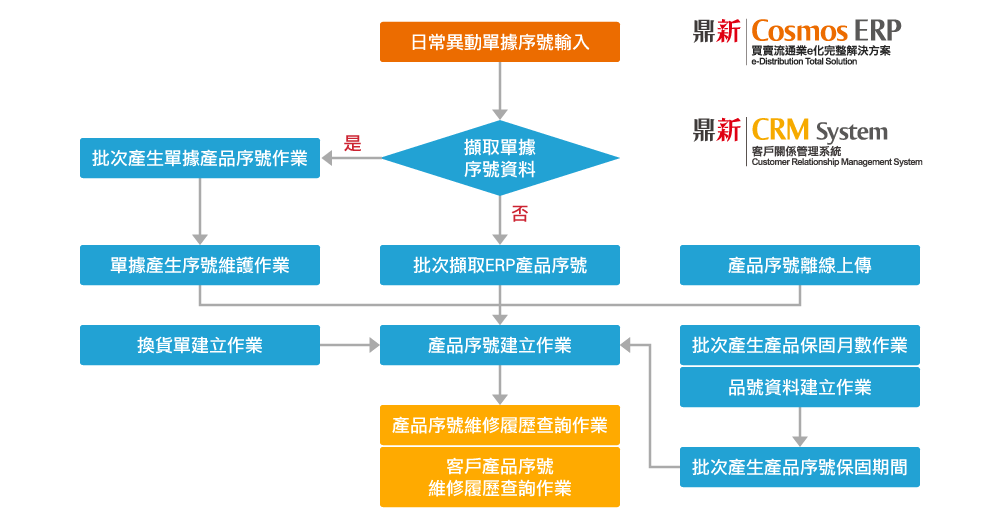 日常異動單據序號輸入
鼎新 Cosmos ERP
買賣流通業e化完整解決方案
e-Distribution Total Solution
鼎新 CRM System
客戶關係管理系統
Customer Relationship Management System
擷取單據
序號資料
是
否
批次產生單據產品序號作業
單據產生序號維護作業
批次擷取ERP產品序號
產品序號離線上傳
換貨單建立作業
產品序號建立作業
批次產生產品保固月數作業
品號資料建立作業
產品序號維修履歷查詢作業
客戶產品序號
維修履歷查詢作業
批次產生產品序號保固期間